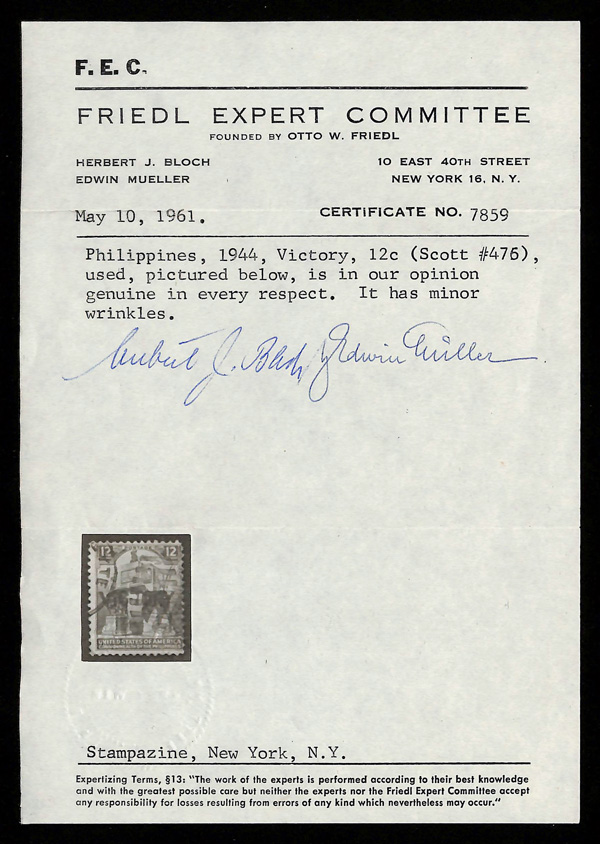 F. E. C.
FRIEDL EXPERT COMMITTEE
FOUNDED BY OTTO W. FRIEDL
HERBERT J. BLOCH 10 EAST 40TH STREET
EDWIN MUELLER NEW YORK 16, N. Y.
May 10, 1961. CERTIFICATE NO. 7859
Philippines, 1944, Victory, 12c (Scott #476),
used, pictured below, is in our opinion
genuine in every respect. It has minor
wrinkles.
Herbert J. Bloch Edwin Müller
12 12
UNITED STATES OF AMERICA
COMMONWEALTH OF THE PHILIPPINES
Stampazine, New York, N.Y.
Expertizing Terms, §13: "The work of the experts is performed according to their best knowledge
and with the greatest possible care but neither the experts nor the Friedl Expert Committee accept
any responsibility for losses resulting from errors of any kind which nevertheless may occur."